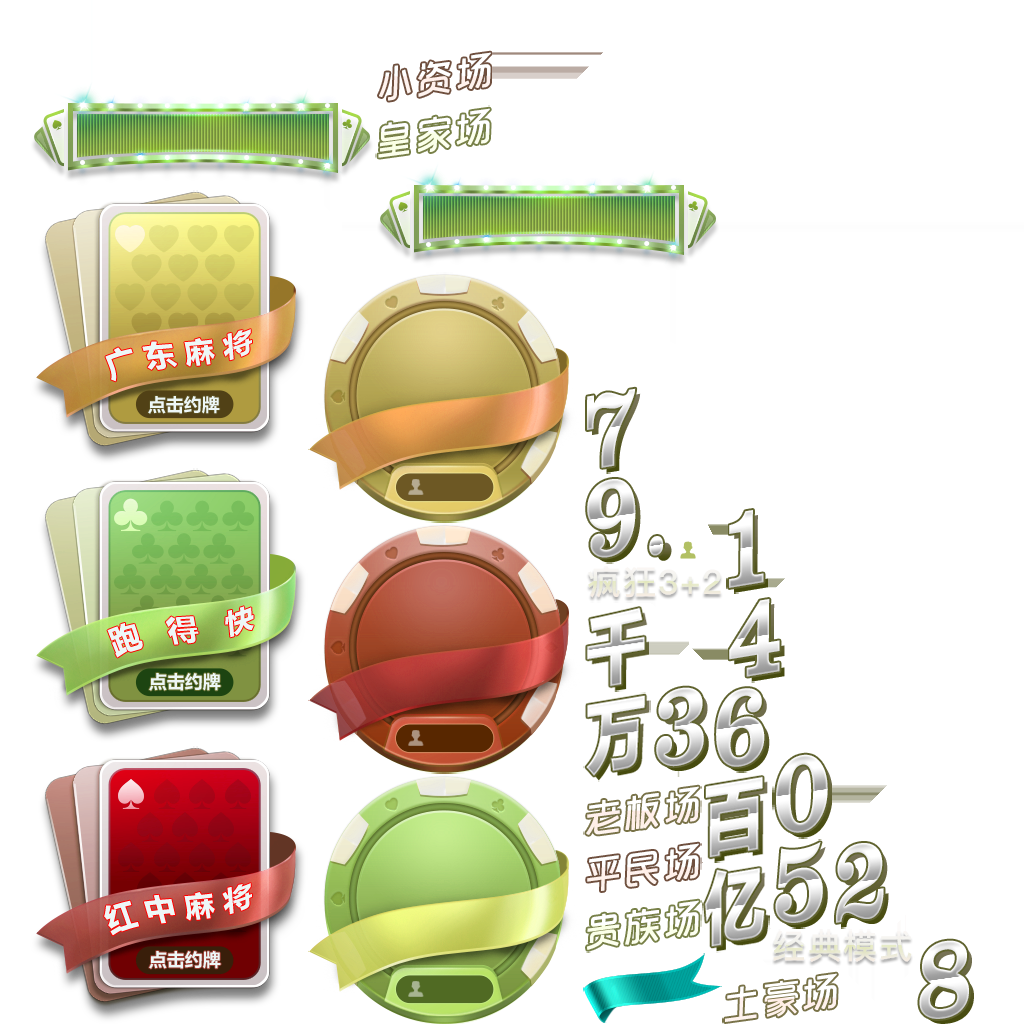 小资场
皇家场
广东麻将
点击约牌
跑得快
点击约牌
红中麻将
点击约牌
7
9
.
1
疯狂3+2
千
4
万
3
6
老板场
百
0
平民场
亿
5
2
贵族场
经典模式
土豪场
8